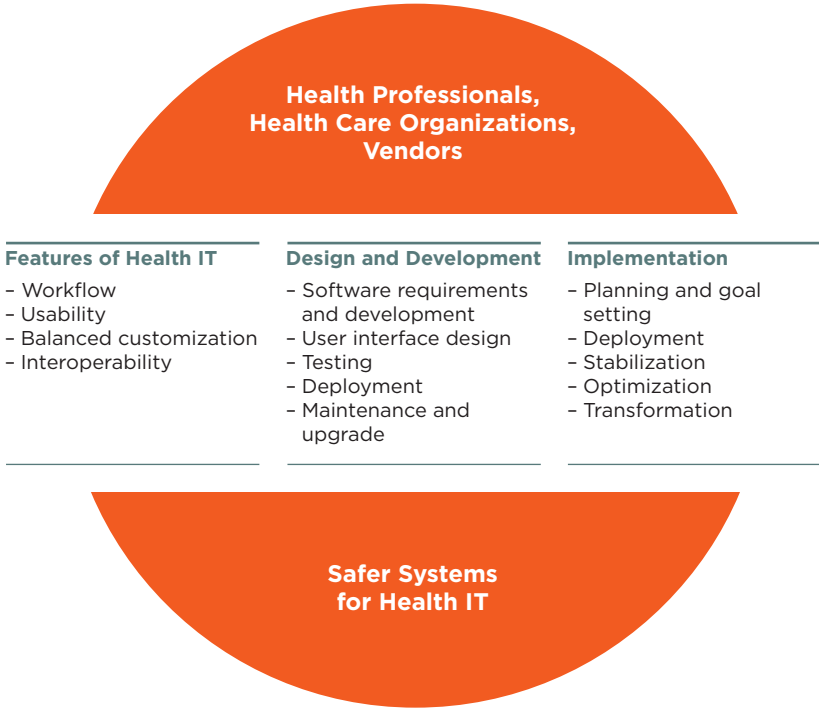 Health Professionals,
Health Care Organizations,
Vendors
Features of Health IT
– Workflow
– Usability
– Balanced customization
– Interoperability
Design and Development
– Software requirements
and development
– User interface design
– Testing
– Deployment
– Maintenance and
upgrade
Implementation
– Planning and goal
setting
– Deployment
– Stabilization
– Optimization
– Transformation
Safer Systems
for Health IT